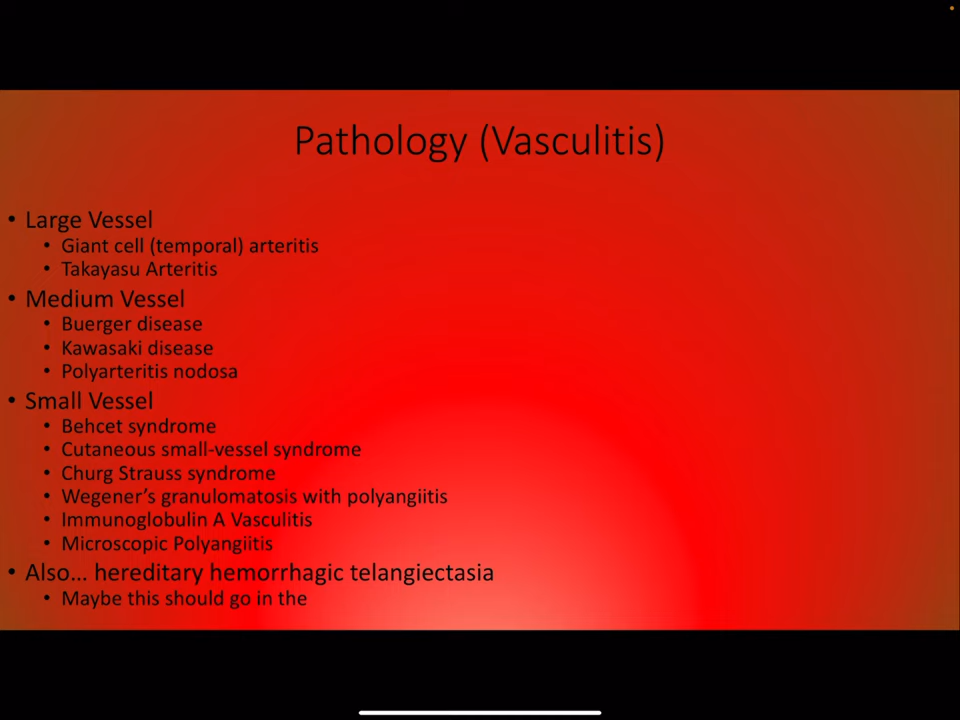 Pathology (Vasculitis)
• Large Vessel
• Giant cell (temporal) arteritis
• Takayasu Arteritis
• Medium Vessel
• Buerger disease
• Kawasaki disease
• Polyarteritis nodosa
• Small Vessel
• Behcet syndrome
• Cutaneous small-vessel syndrome
• Churg Strauss syndrome
• Wegener’s granulomatosis with polyangiitis
• Immunoglobulin A Vasculitis
• Microscopic Polyangiitis
• Also… hereditary hemorrhagic telangiectasia
• Maybe this should go in the